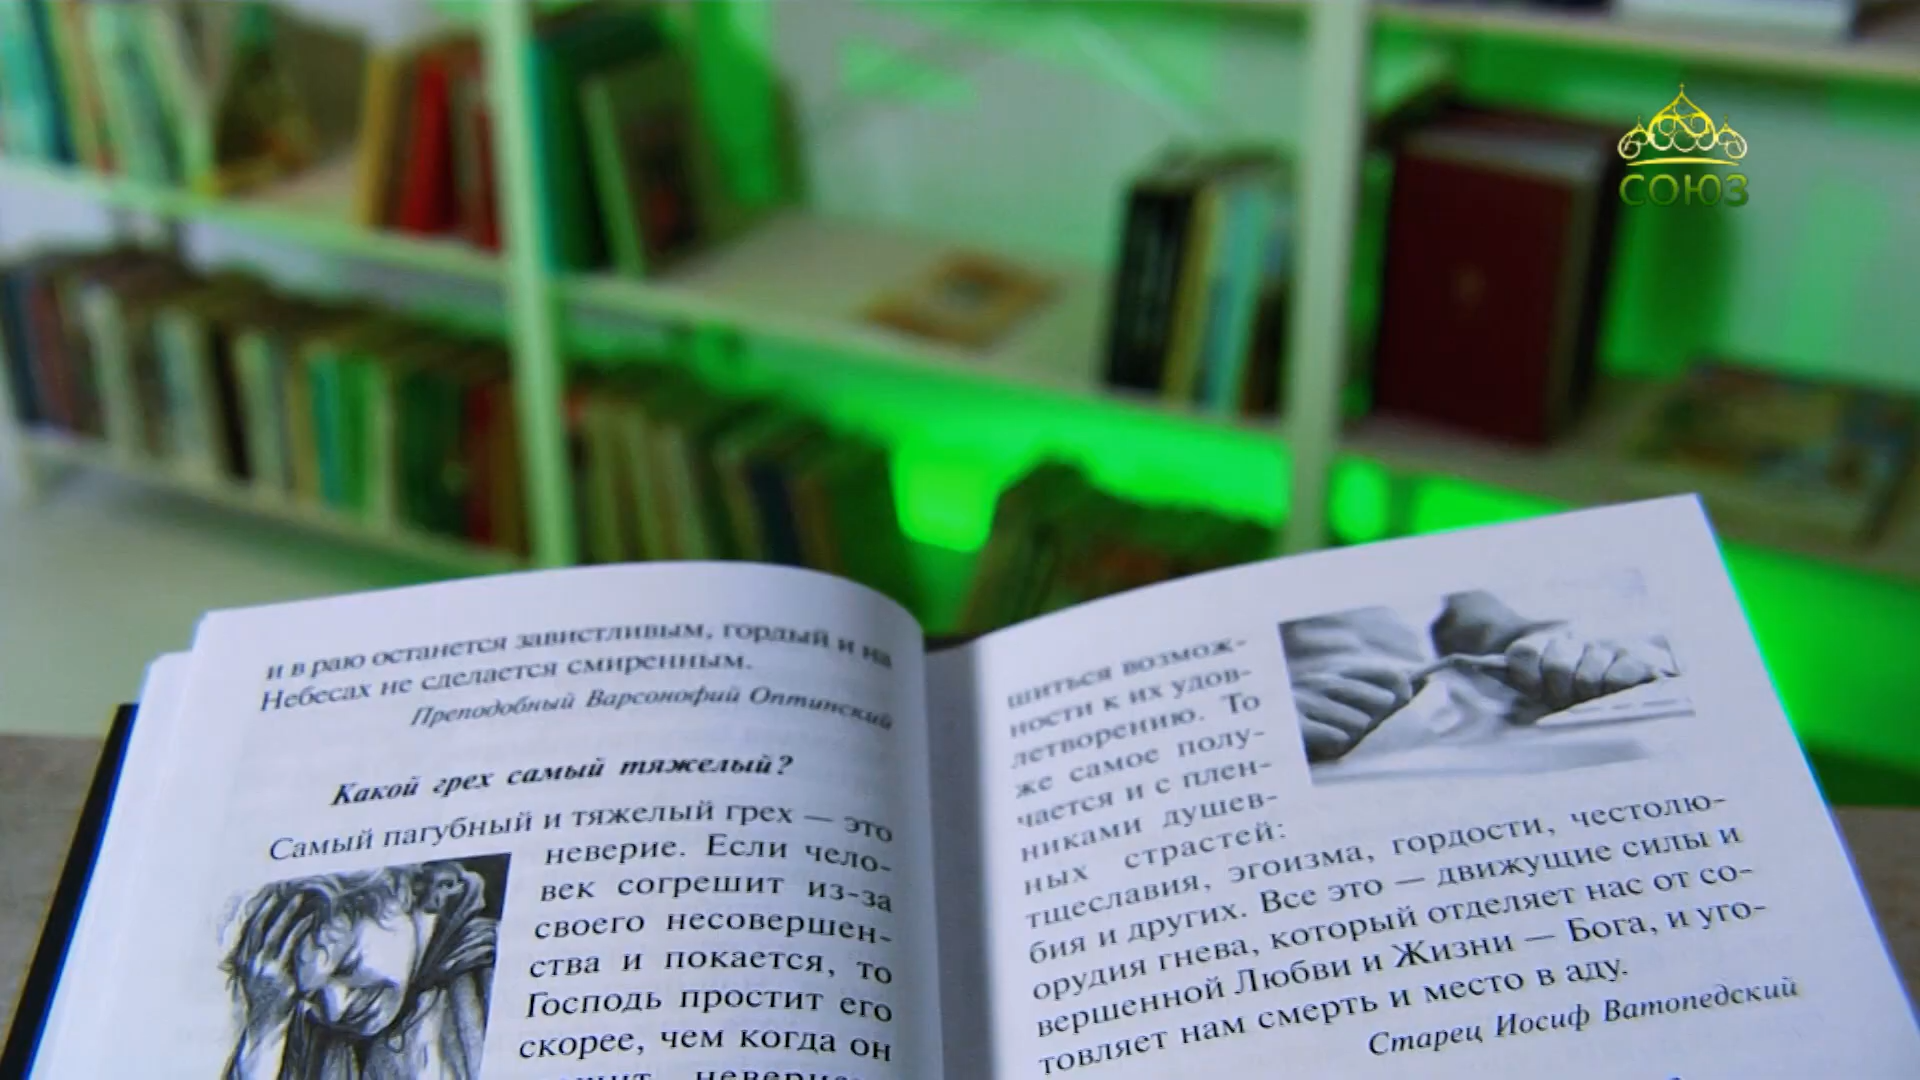 СОЮЗ
и в раю останется завистливым, гордый и на
Небесах не сделается смиренным.
Преподобный Варсонофий Оптинский
Какой грех самый тяжелый?
Самый пагубный и тяжелый грех — это
неверие. Если чело-
век согрешит из-за
своего несовершен-
ства и покается, то
Господь простит его
скорее, чем когда он
шиться возмож-
ности к их удов-
летворению. То
же самое полу-
чается и с плен-
никами душев-
ных страстей:
тщеславия, эгоизма, гордости, честолю-
бия и других. Все это — движущие силы и
орудия гнева, который отделяет нас от со-
вершенной Любви и Жизни — Бога, и уго-
товляет нам смерть и место в аду.
Старец Иосиф Ватопедский